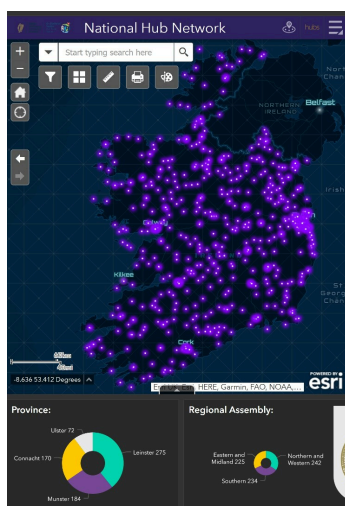 National Hub Network
hubs
Start typing search here
NORTHERN
IRELAND
Belfast
Irish
Galway
Kilkee
Cork
-8.636 53.412 Degrees
HERE, Garmin, FAO, NOAA,...
POWERED BY
esri
Province:
Ulster 72
Leinster 275
Connacht 170
Munster 184
Regional Assembly:
Eastern and
Midland 225
Northern and
Western 242
Southern 234